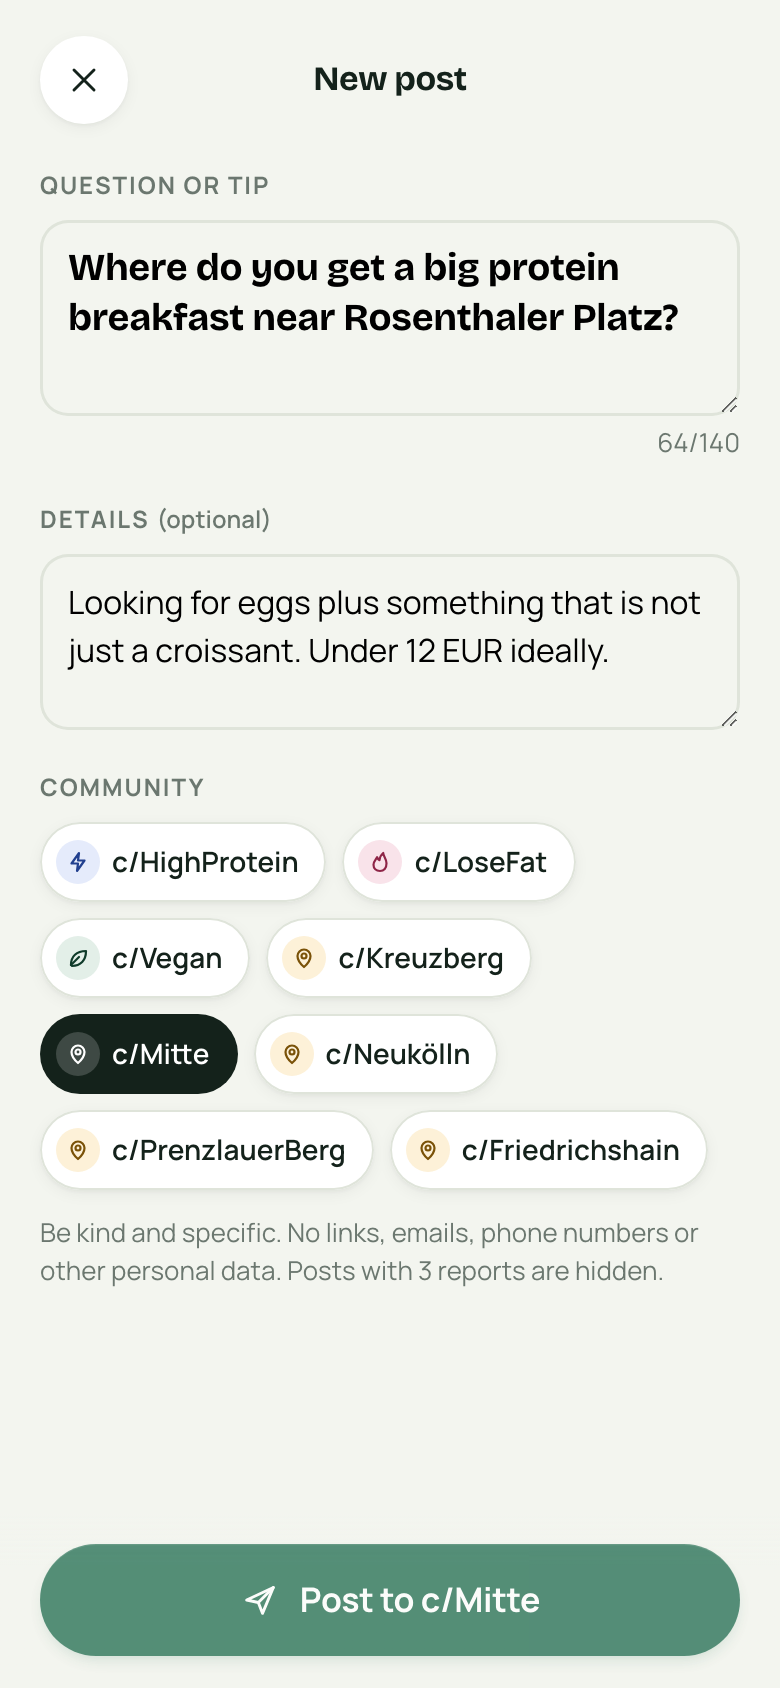 New post
QUESTION OR TIP
Where do you get a big protein
breakfast near Rosenthaler Platz?
64/140
DETAILS (optional)
Looking for eggs plus something that is not
just a croissant. Under 12 EUR ideally.
COMMUNITY
c/HighProtein
c/LoseFat
c/Vegan
c/Kreuzberg
c/Mitte
c/Neukölln
c/PrenzlauerBerg
c/Friedrichshain
Be kind and specific. No links, emails, phone numbers or
other personal data. Posts with 3 reports are hidden.
Post to c/Mitte